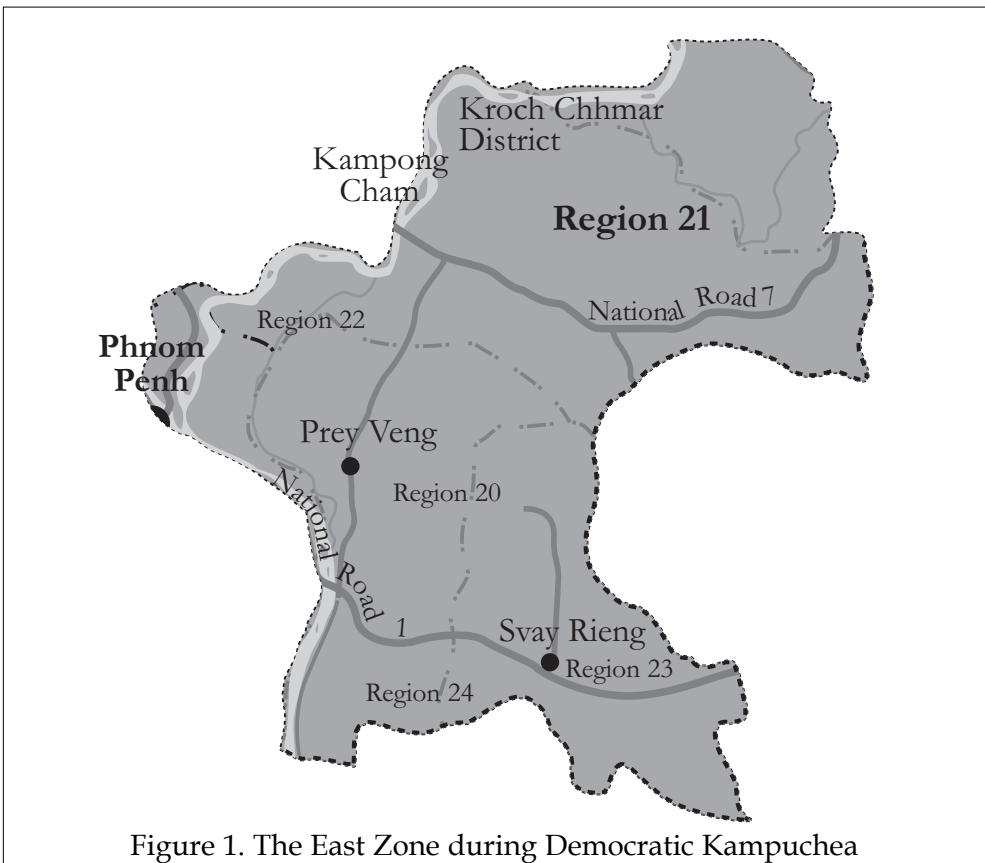 Kroch Chhmar
District
Kampong
Cham
Region 21
National Road 7
Region 22
Phnom
Penh
Prey Veng
Region 20
National Road 1
Svay Rieng
Region 23
Region 24
Figure 1. The East Zone during Democratic Kampuchea